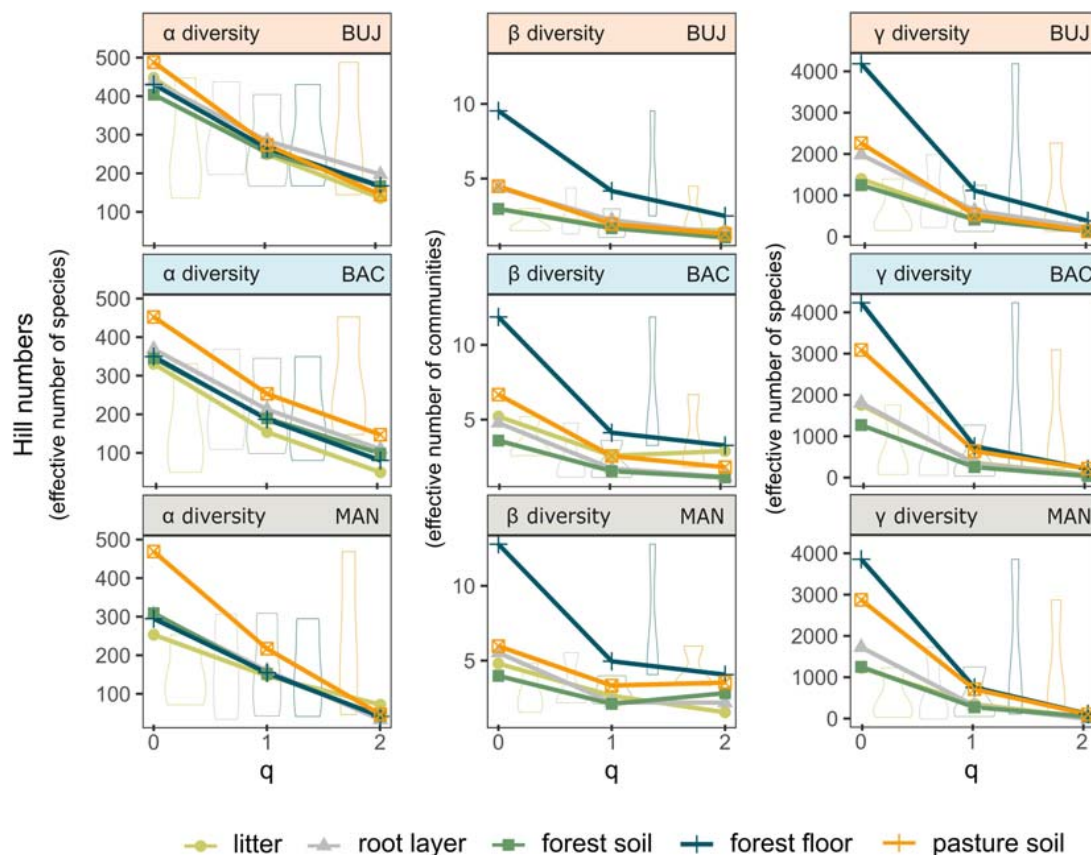 α diversity BUJ
β diversity BUJ
γ diversity BUJ
500
400
300
200
100
10
5
4000
3000
2000
1000
0
α diversity BAC
β diversity BAC
γ diversity BAC
500
400
300
200
100
10
5
4000
3000
2000
1000
0
α diversity MAN
β diversity MAN
γ diversity MAN
500
400
300
200
100
10
5
4000
3000
2000
1000
0
Hill numbers
(effective number of species)
(effective number of communities)
(effective number of species)
0 1 2
0 1 2
0 1 2
q
q
q
litter root layer forest soil forest floor pasture soil